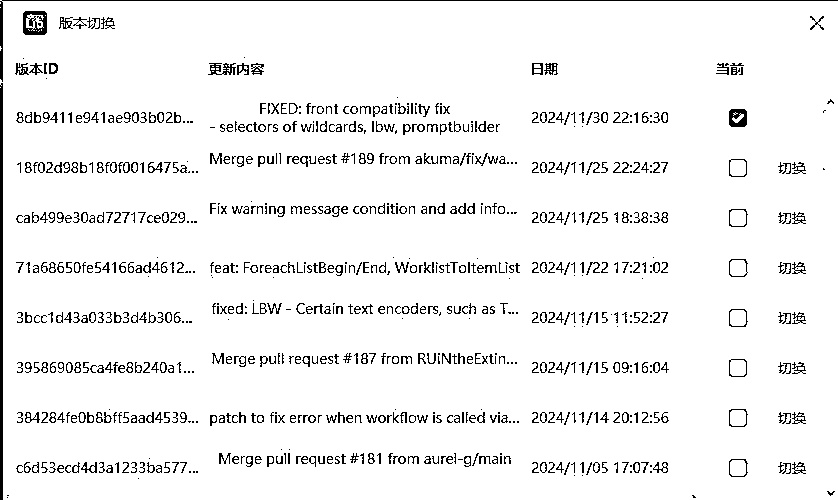 版本切换
版本ID 更新内容 日期 当前
FIXED: front compatibility fix
8db9411e941ae903b02b... - selectors of wildcards, lbw, promptbuilder 2024/11/30 22:16:30
18f02d98b18f0f0016475a... Merge pull request #189 from akuma/fix/wa... 2024/11/25 22:24:27 切换
cab499e30ad72717ce029... Fix warning message condition and add info... 2024/11/25 18:38:38 切换
71a68650fe54166ad4612... feat: ForeachListBegin/End, WorklistToItemList 2024/11/22 17:21:02 切换
3bcc1d43a033b3d4b306... fixed: LBW - Certain text encoders, such as T... 2024/11/15 11:52:27 切换
395869085ca4fe8b240a1... Merge pull request #187 from RUiNtheExtin... 2024/11/15 09:16:04 切换
384284fe0b8bff5aad4539... patch to fix error when workflow is called via... 2024/11/14 20:12:56 切换
c6d53ecd4d3a1233ba577... Merge pull request #181 from aurel-g/main 2024/11/05 17:07:48 切换